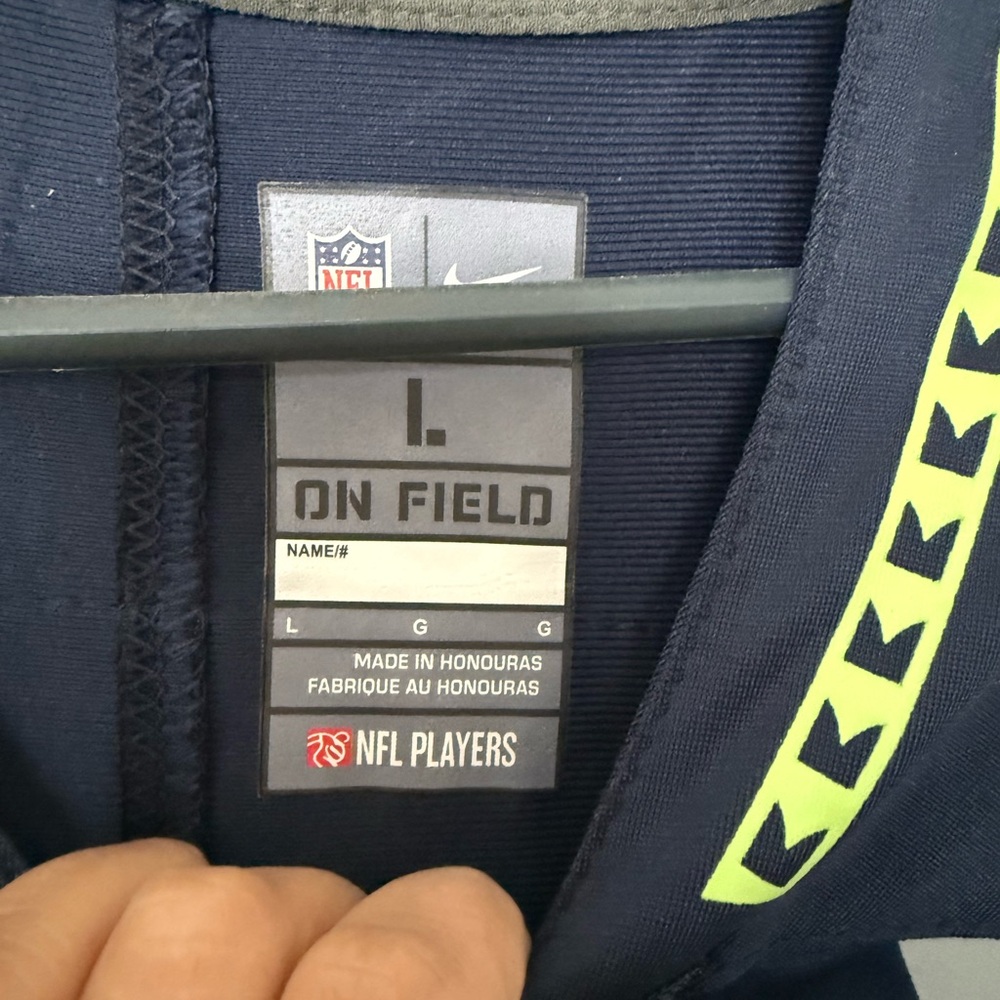 NFL
L
ON FIELD
NAME/#
L G G
MADE IN HONOURAS
FABRIQUE AU HONOURAS
NFL PLAYERS